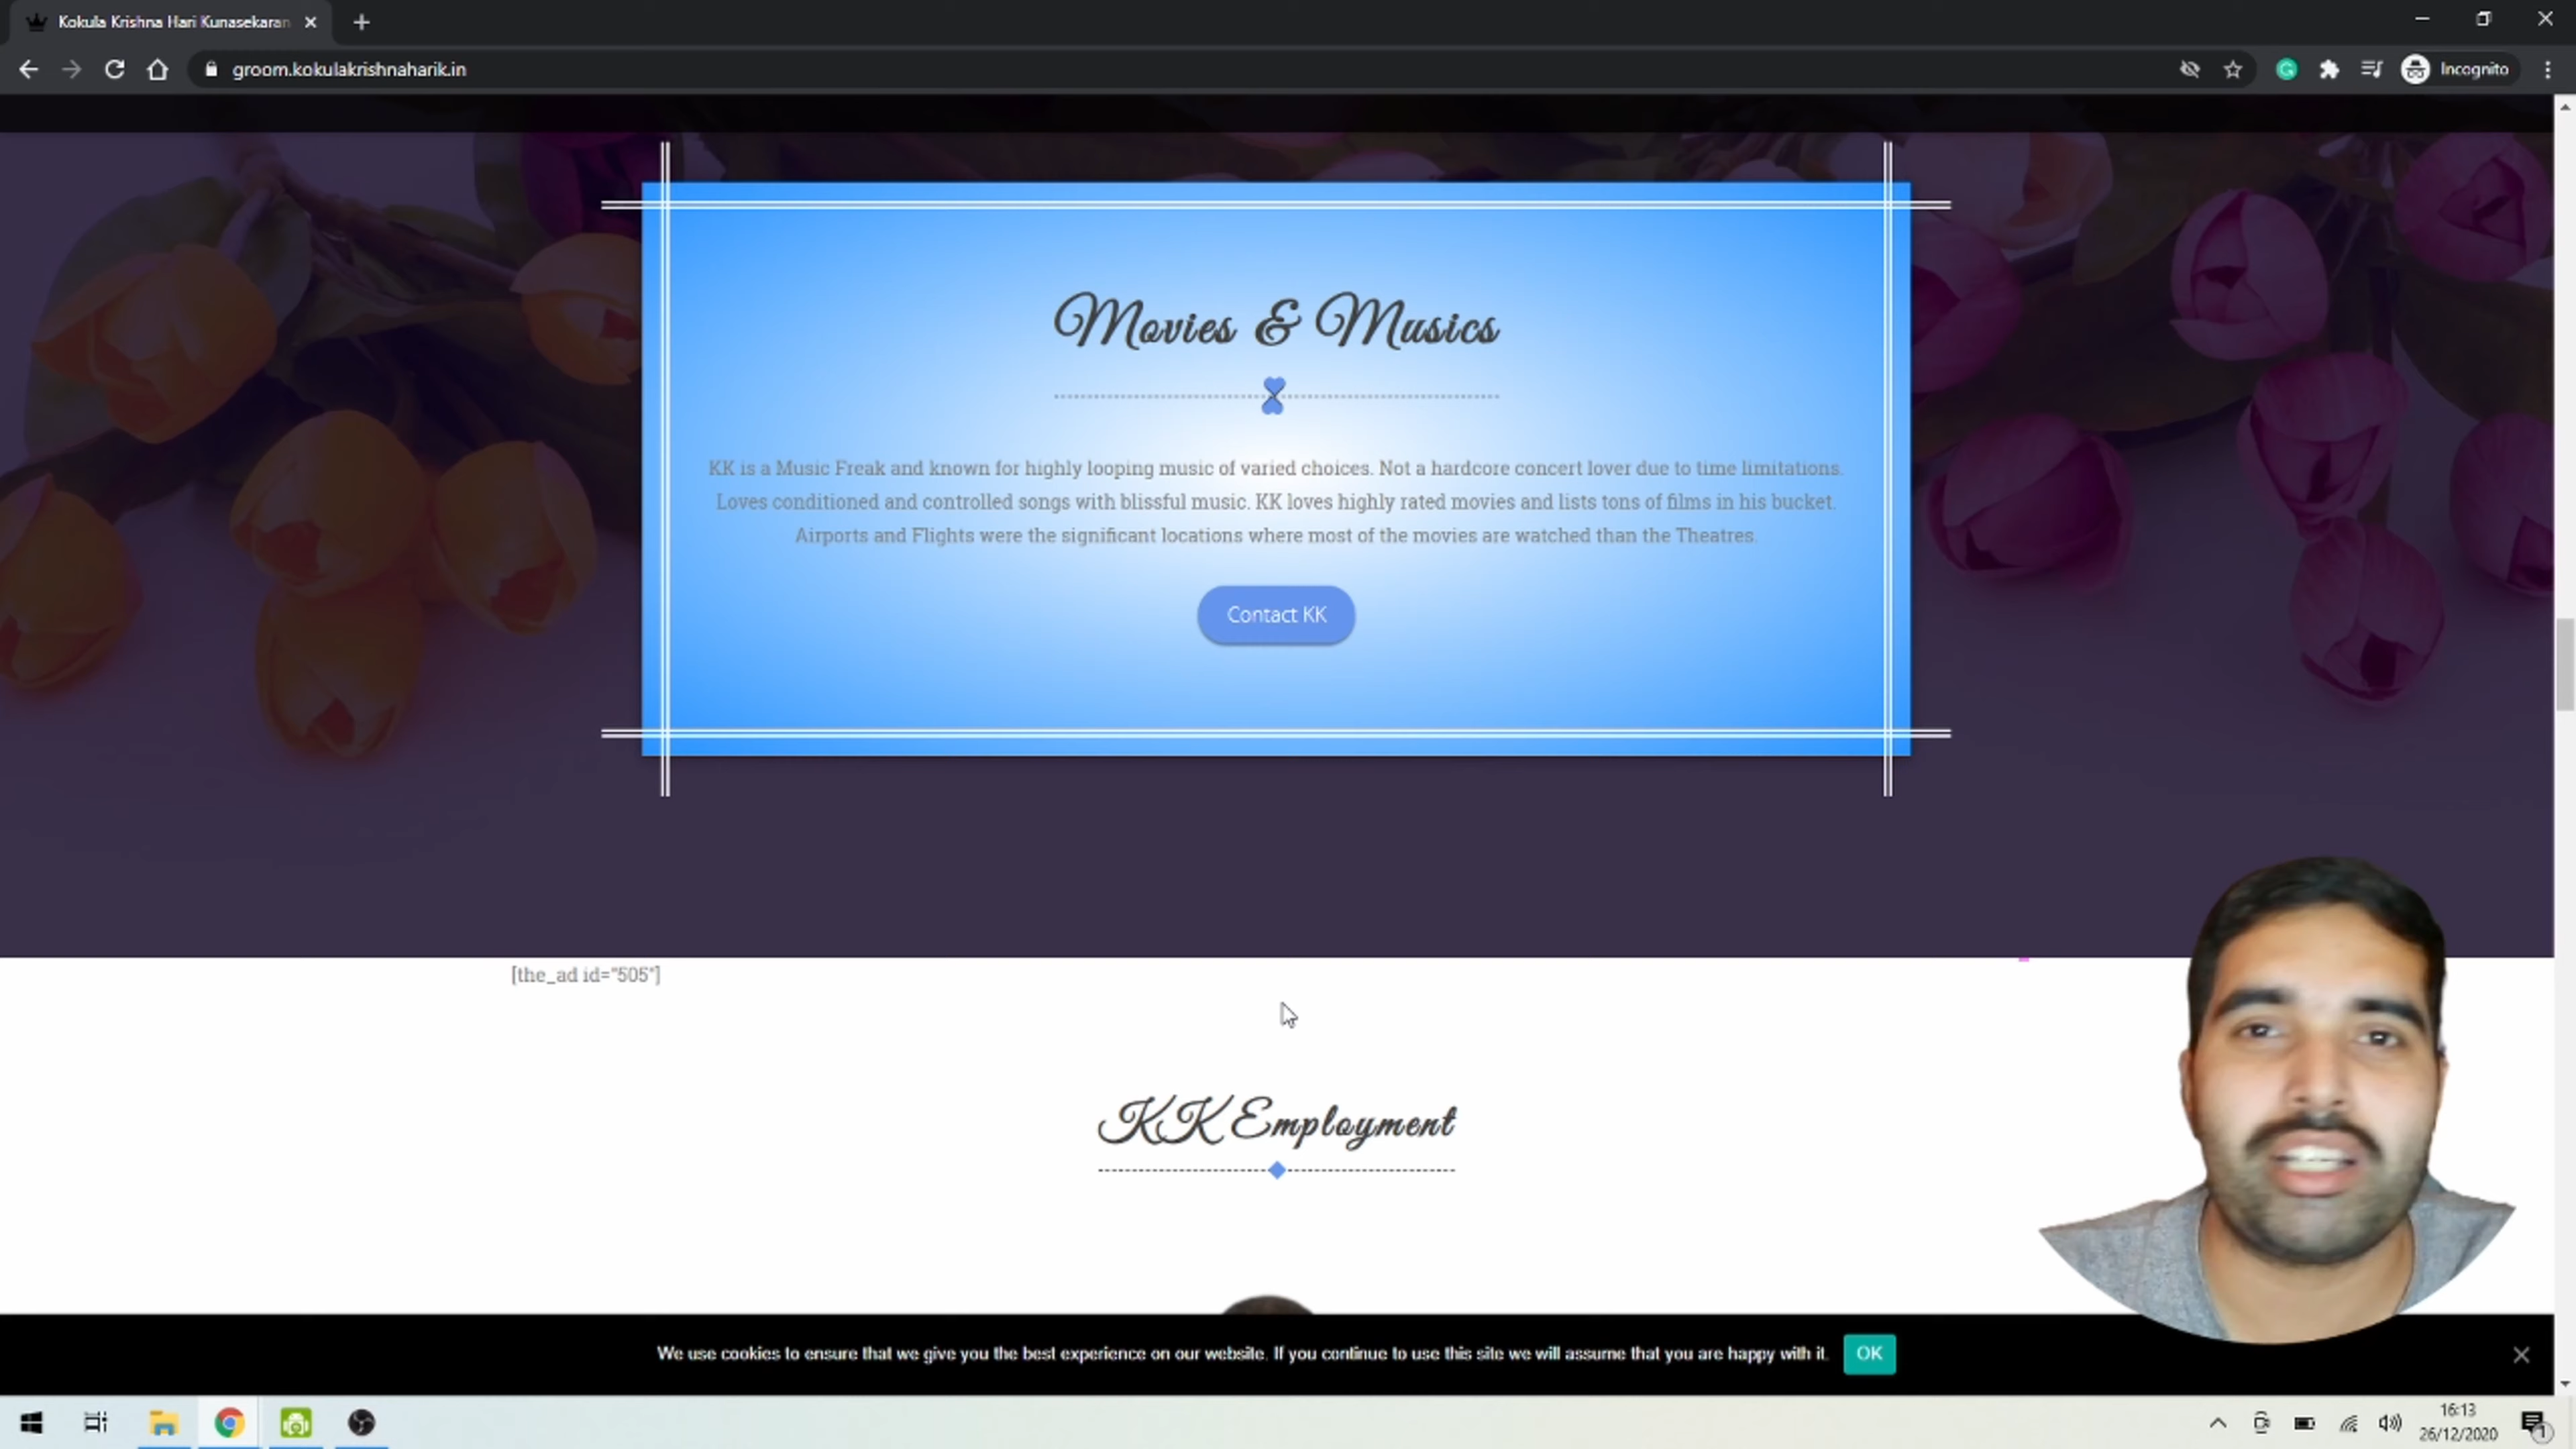 Kokula Krishna Hari Kunasekaran
groom.kokulakrishnaharik.in
Incognito
Movies & Musics
KK is a Music Freak and known for highly looping music of varied choices. Not a hardcore concert lover due to time limitations.
Loves conditioned and controlled songs with blissful music. KK loves highly rated movies and lists tons of films in his bucket.
Airports and Flights were the significant locations where most of the movies are watched than the Theatres.
Contact KK
[the_ad id="505"]
KK Employment
We use cookies to ensure that we give you the best experience on our website. If you continue to use this site we will assume that you are happy with it.
OK
16:13
26/12/2020
1